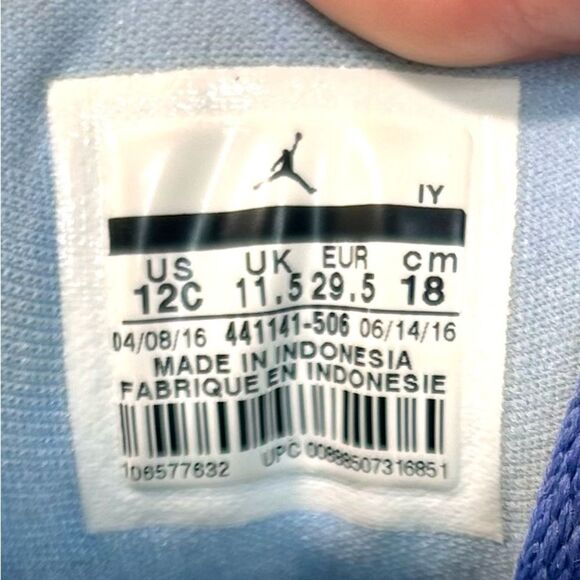 IY
US UK EUR cm
12C 11.5 29.5 18
04/08/16 441141-506 06/14/16
MADE IN INDONESIA
FABRIQUE EN INDONESIE
106577632 UPC 00888507316851